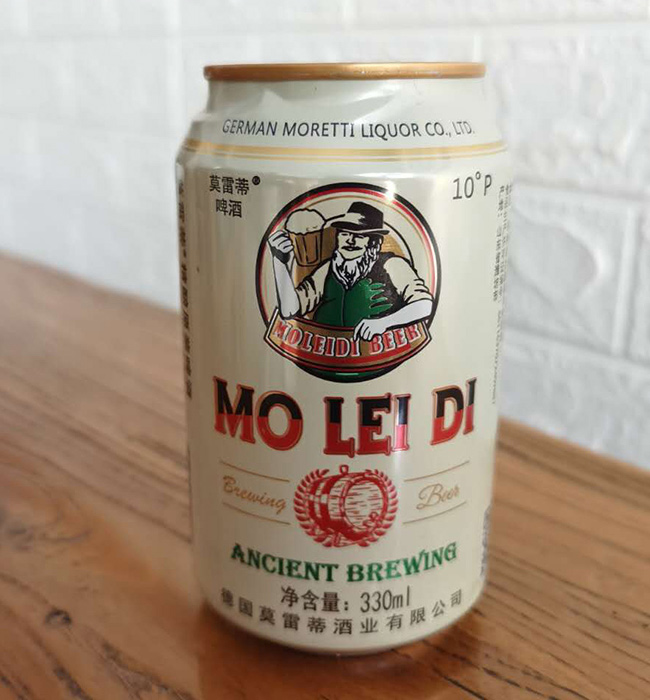 GERMAN MORETTI LIQUOR CO., LTD.
莫雷蒂®
啤酒
10°P
MOLEIDI BEER
MO LEI DI
Brewing
Beer
ANCIENT BREWING
净含量：330ml
德国莫雷蒂酒业有限公司